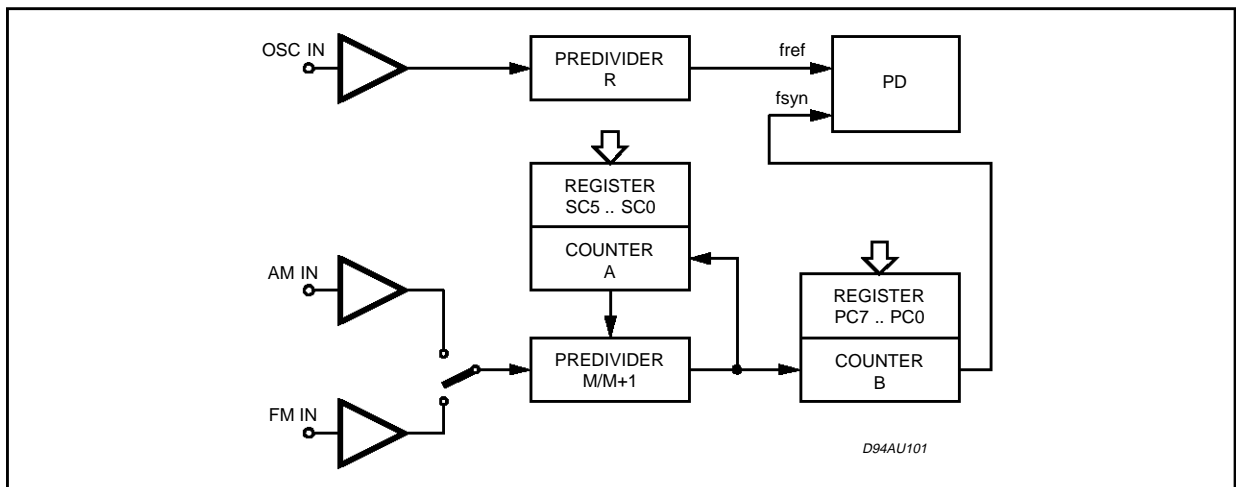 OSC IN
PREDIVIDER
R
fref
fsyn
PD
REGISTER
SC5 .. SC0
COUNTER
A
AM IN
REGISTER
PC7 .. PC0
PREDIVIDER
M/M+1
COUNTER
B
FM IN
D94AU101